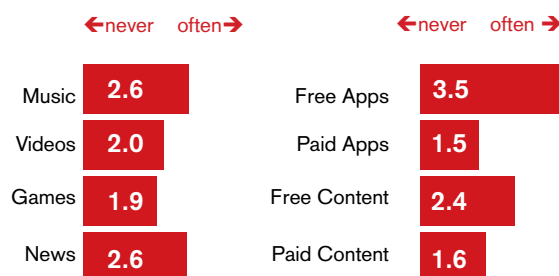 🡸never often🡺
Music 2.6
Videos 2.0
Games 1.9
News 2.6
🡸never often 🡺
Free Apps 3.5
Paid Apps 1.5
Free Content 2.4
Paid Content 1.6